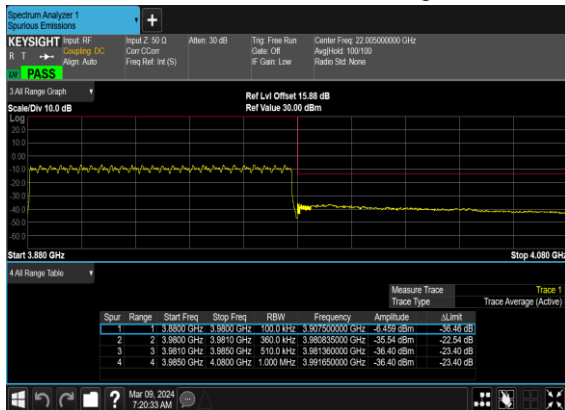 Spectrum Analyzer 1
Spurious Emissions
KEYSIGHT Input: RF Input Z: 50 Ω Atten: 30 dB Trig: Free Run Center Freq: 22.005000000 GHz
R T Coupling: DC Corr CCorr Gate: Off Avg|Hold: 100/100
Align: Auto Freq Ref: Int (S) IF Gain: Low Radio Std: None
PASS
3 All Range Graph
Ref Lvl Offset 15.88 dB
Scale/Div 10.0 dB Ref Value 30.00 dBm
Log
20.0
10.0
0.00
-10.0
-20.0
-30.0
-40.0
-50.0
-60.0
Start 3.880 GHz Stop 4.080 GHz
4 All Range Table
Measure Trace Trace 1
Trace Type Trace Average (Active)
Spur Range Start Freq Stop Freq RBW Frequency Amplitude ΔLimit
1 1 3.8800 GHz 3.9800 GHz 100.0 kHz 3.907500000 GHz -6.459 dBm -36.46 dB
2 2 3.9800 GHz 3.9810 GHz 360.0 kHz 3.980835000 GHz -35.54 dBm -22.54 dB
3 3 3.9810 GHz 3.9850 GHz 510.0 kHz 3.981360000 GHz -36.40 dBm -23.40 dB
4 4 3.9850 GHz 4.0800 GHz 1.000 MHz 3.991650000 GHz -36.40 dBm -23.40 dB
Mar 09, 2024
7:20:33 AM